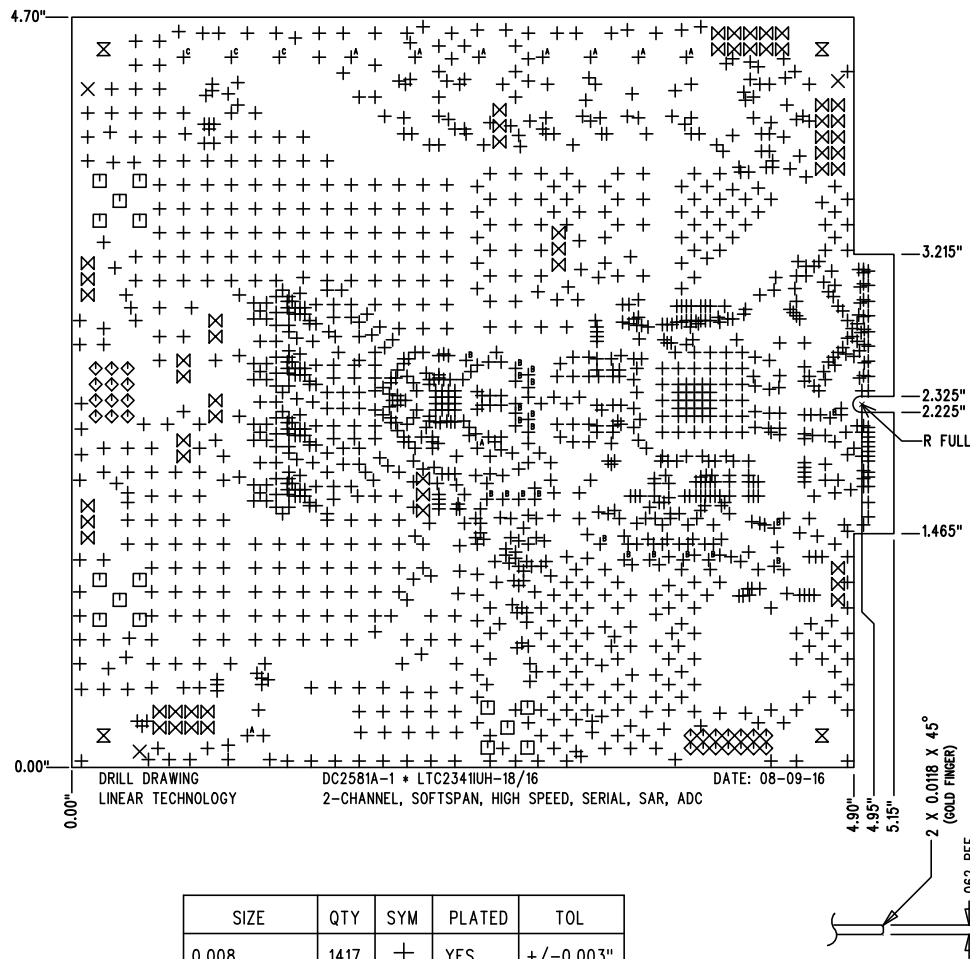 4.70"
3.215"
2.325"
2.225"
R FULL
1.465"
0.00"
DRILL DRAWING
LINEAR TECHNOLOGY
DC2581A-1 * LTC2341IUH-18/16
2-CHANNEL, SOFTSPAN, HIGH SPEED, SERIAL, SAR, ADC
DATE: 08-09-16
0.00"
4.90"
4.95"
5.15"
2 X 0.0118 X 45°
(GOLD FINGER)
SIZE QTY SYM PLATED TOL
0.008 1417 + YES +/-0.003"